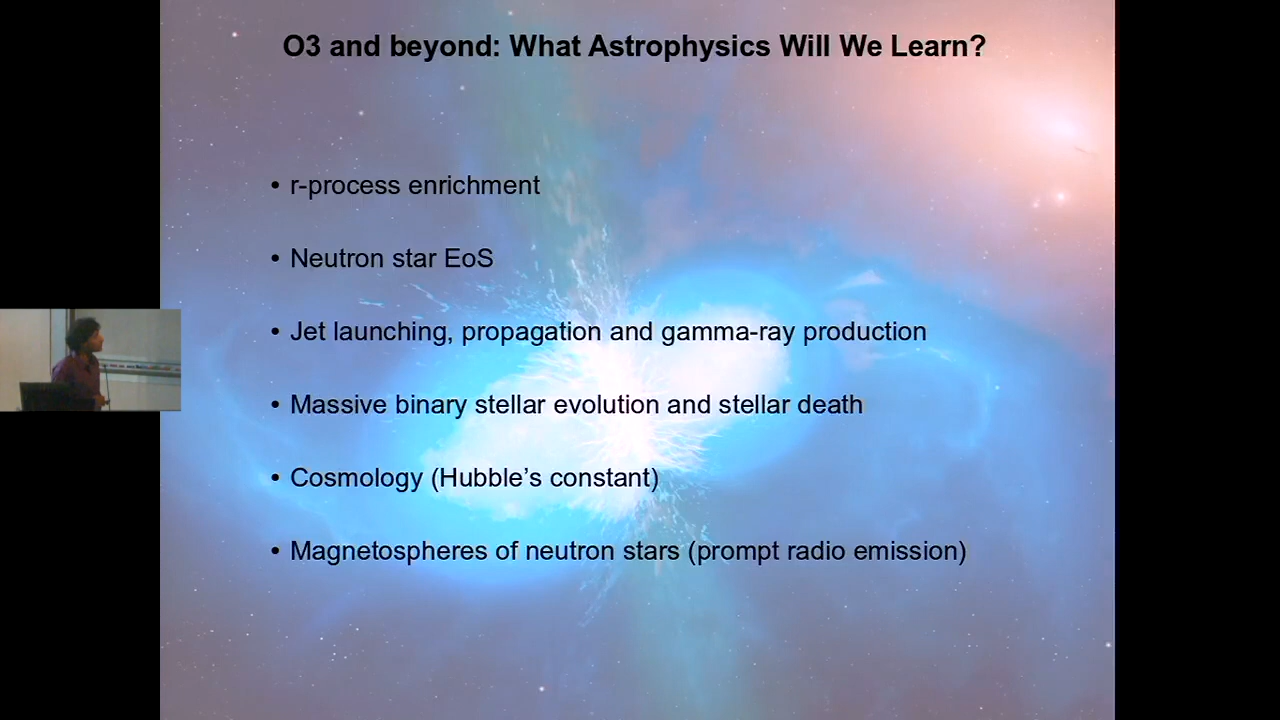 O3 and beyond: What Astrophysics Will We Learn?
• r-process enrichment
• Neutron star EoS
• Jet launching, propagation and gamma-ray production
• Massive binary stellar evolution and stellar death
• Cosmology (Hubble’s constant)
• Magnetospheres of neutron stars (prompt radio emission)